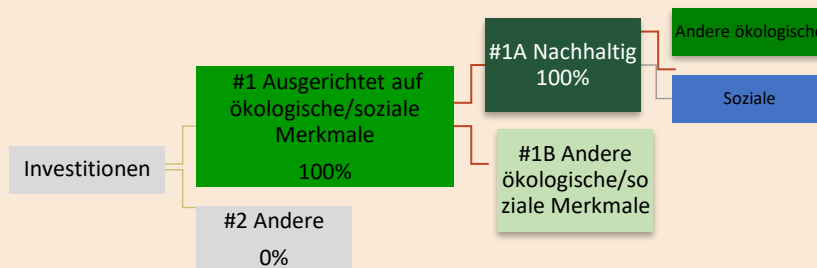 Investitionen
#1 Ausgerichtet auf
ökologische/soziale
Merkmale
100%
#2 Andere
0%
#1A Nachhaltig
100%
#1B Andere
ökologische/so
ziale Merkmale
Andere ökologische
Soziale